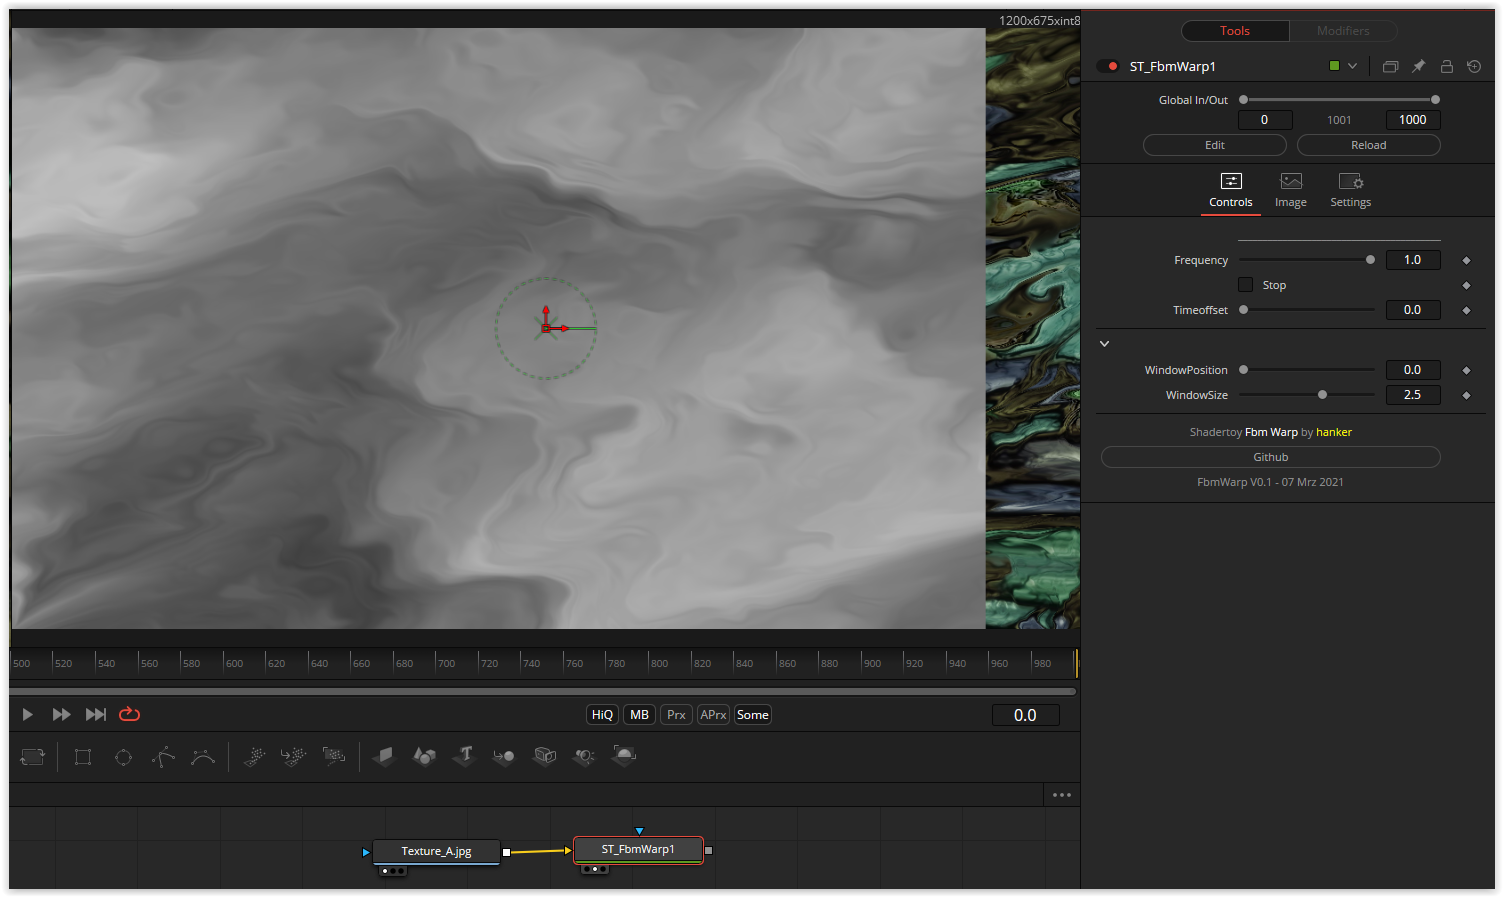 1200x675xint8
Tools
Modifiers
ST_FbmWarp1
Global In/Out
0
1001
1000
Edit
Reload
Controls
Image
Settings
Frequency
1.0
Stop
Timeoffset
0.0
WindowPosition
0.0
WindowSize
2.5
Shadertoy Fbm Warp by hanker
Github
FbmWarp V0.1 - 07 Mrz 2021
500 520 540 560 580 600 620 640 660 680 700 720 740 760 780 800 820 840 860 880 900 920 940 960 980
HiQ MB Prx APrx Some
0.0
Texture_A.jpg
ST_FbmWarp1